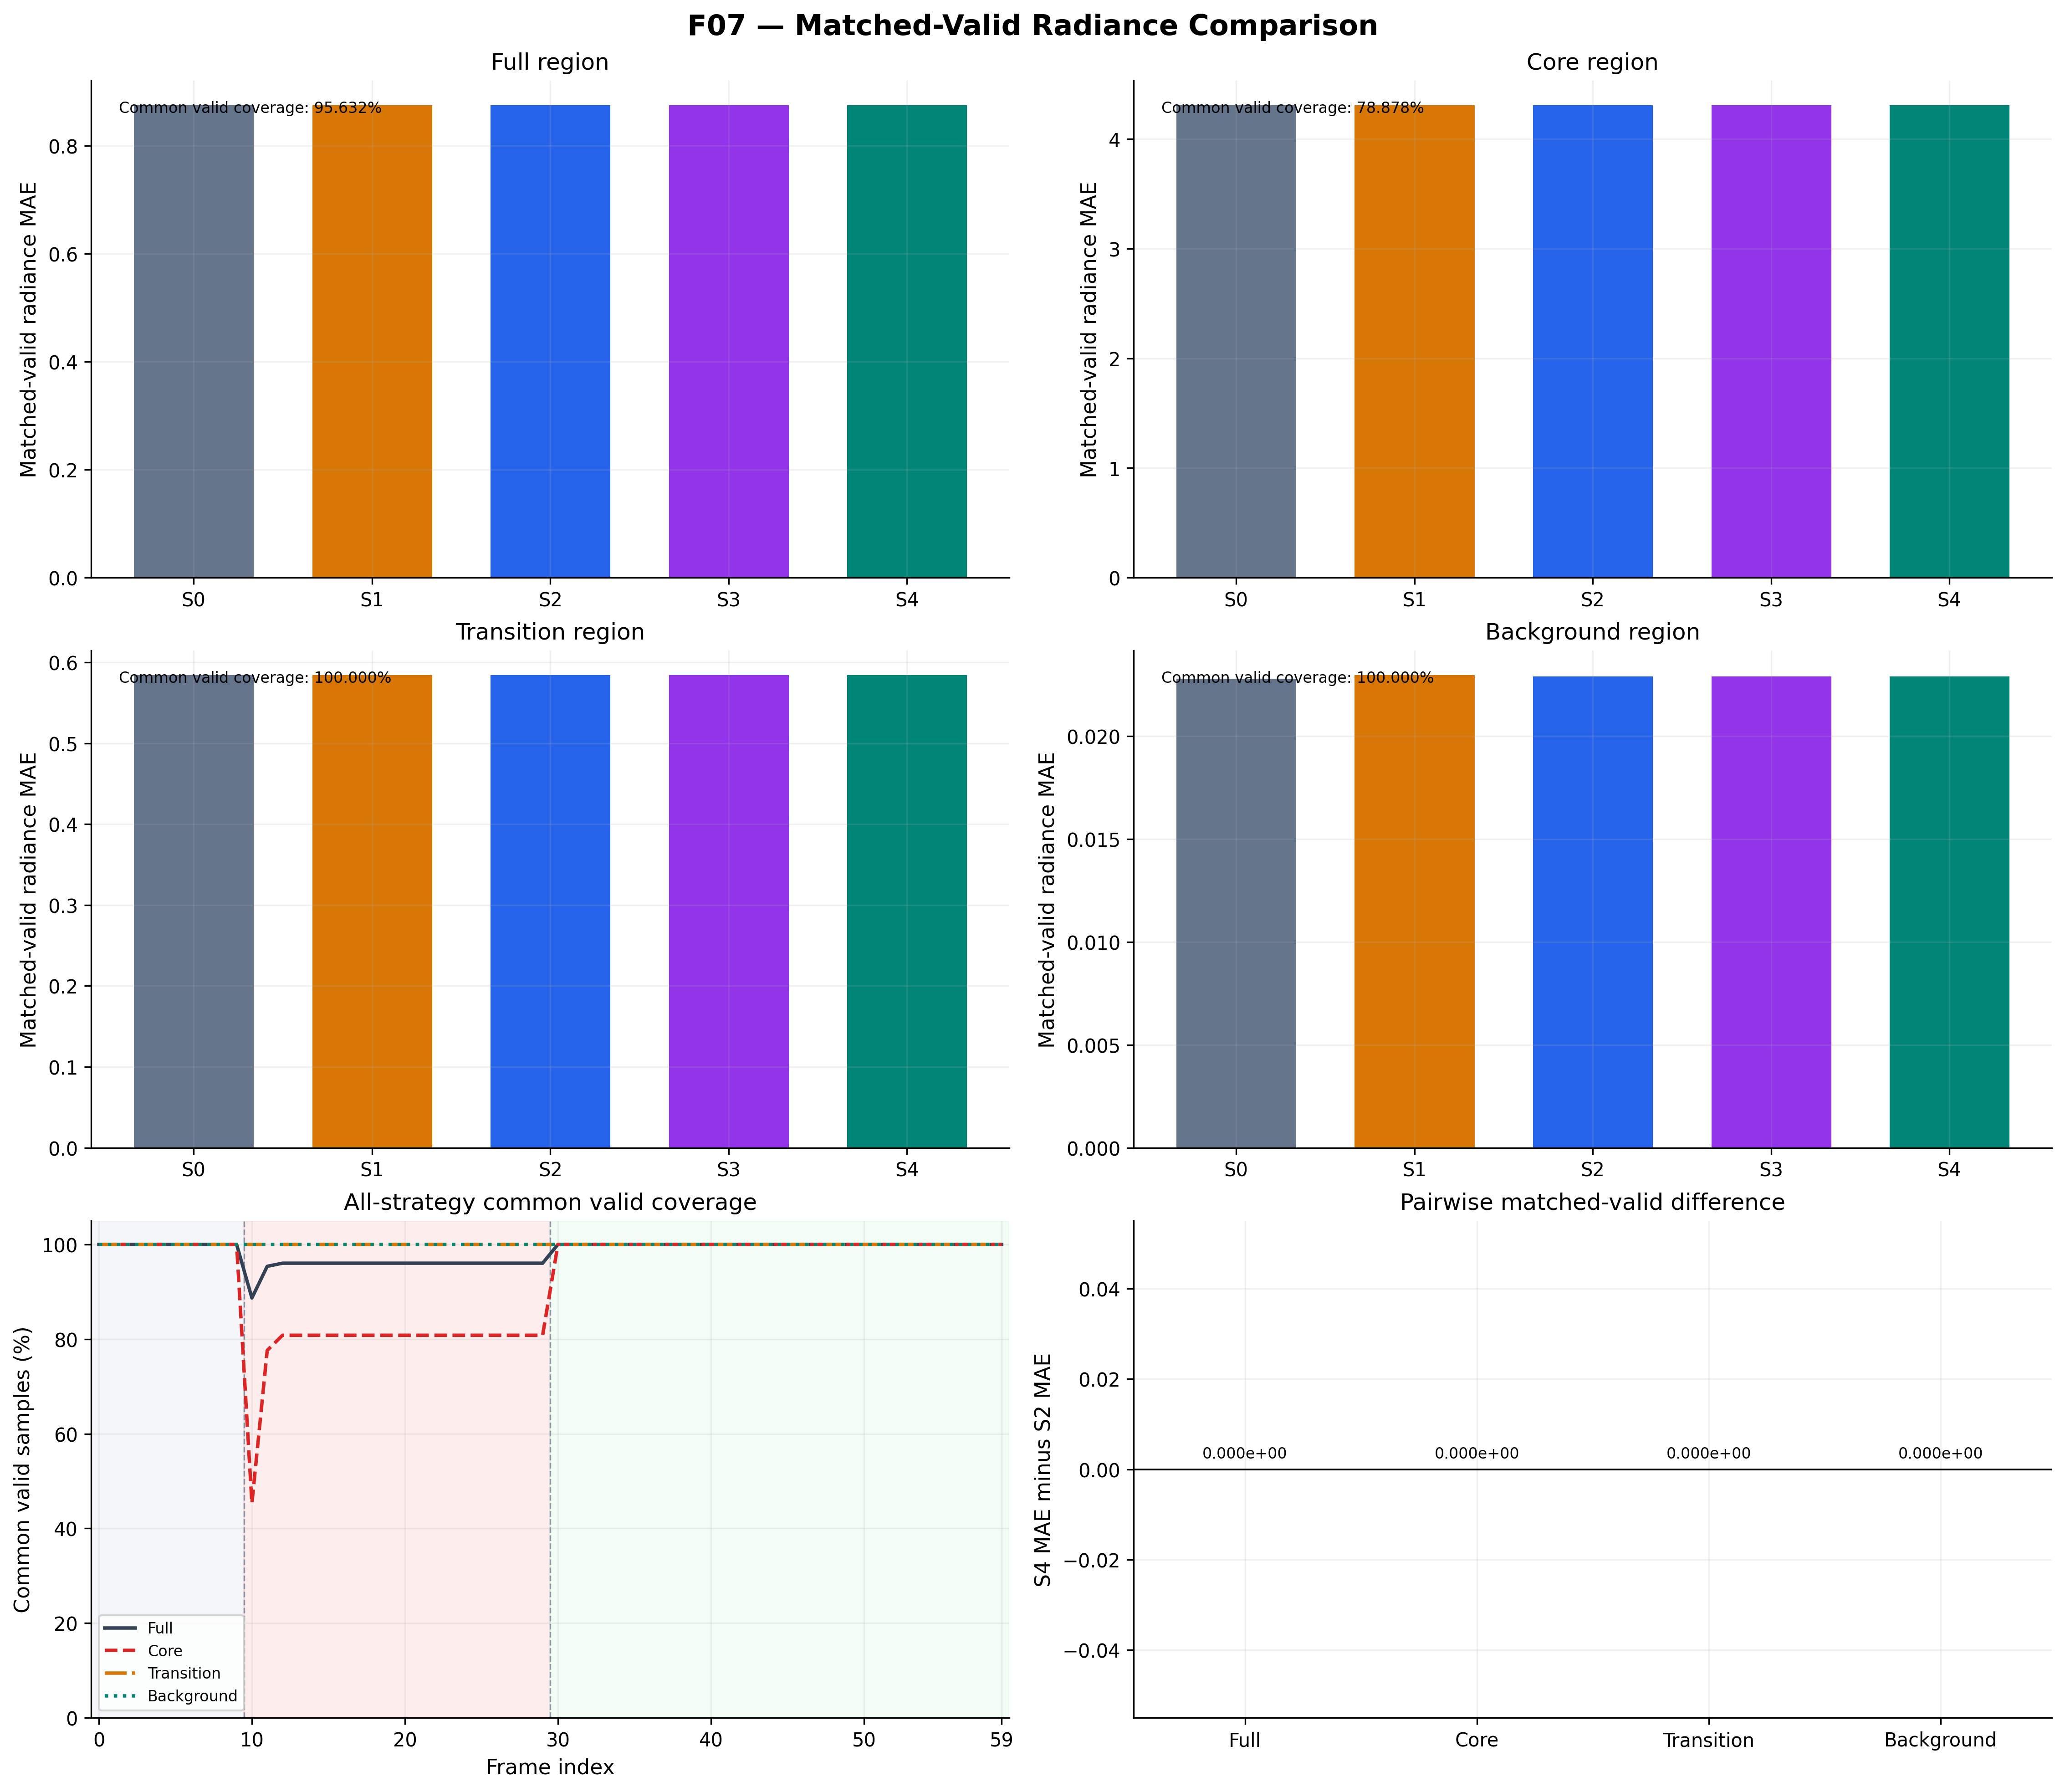 F07 — Matched-Valid Radiance Comparison
Full region
Common valid coverage: 95.632%
Matched-valid radiance MAE
0.8
0.6
0.4
0.2
0.0
S0 S1 S2 S3 S4
Core region
Common valid coverage: 78.878%
Matched-valid radiance MAE
4
3
2
1
0
S0 S1 S2 S3 S4
Transition region
Common valid coverage: 100.000%
Matched-valid radiance MAE
0.6
0.5
0.4
0.3
0.2
0.1
0.0
S0 S1 S2 S3 S4
Background region
Common valid coverage: 100.000%
Matched-valid radiance MAE
0.020
0.015
0.010
0.005
0.000
S0 S1 S2 S3 S4
All-strategy common valid coverage
Common valid samples (%)
100
80
60
40
20
0
Full
Core
Transition
Background
0 10 20 30 40 50 59
Frame index
Pairwise matched-valid difference
S4 MAE minus S2 MAE
0.04
0.02
0.00
−0.02
−0.04
0.000e+00 0.000e+00 0.000e+00 0.000e+00
Full Core Transition Background